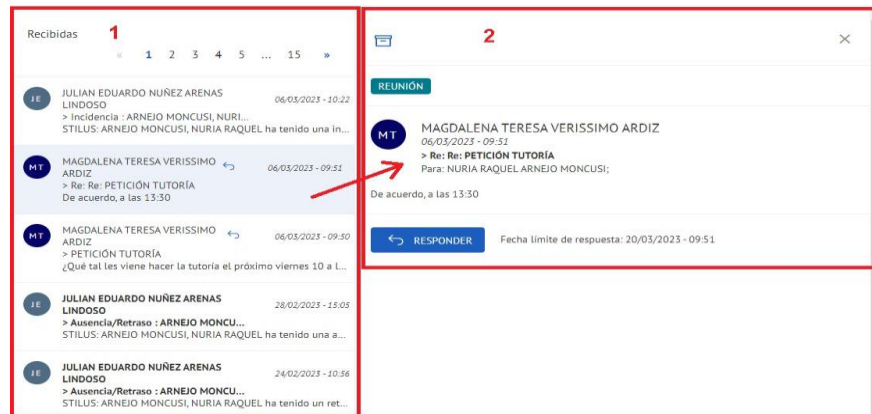 Recibidas
1
« 1 2 3 4 5 ... 15 »
JE
JULIAN EDUARDO NUÑEZ ARENAS
LINDOSO
06/03/2023 - 10:22
> Incidencia : ARNEJO MONCUSI, NURI...
STILUS: ARNEJO MONCUSI, NURIA RAQUEL ha tenido una in...
MT
MAGDALENA TERESA VERISSIMO
ARDIZ
06/03/2023 - 09:51
> Re: Re: PETICIÓN TUTORÍA
De acuerdo, a las 13:30
MT
MAGDALENA TERESA VERISSIMO
ARDIZ
06/03/2023 - 09:50
> PETICIÓN TUTORÍA
¿Qué tal les viene hacer la tutoría el próximo viernes 10 a l...
JE
JULIAN EDUARDO NUÑEZ ARENAS
LINDOSO
28/02/2023 - 15:05
> Ausencia/Retraso : ARNEJO MONCU...
STILUS: ARNEJO MONCUSI, NURIA RAQUEL ha tenido una a...
JE
JULIAN EDUARDO NUÑEZ ARENAS
LINDOSO
24/02/2023 - 10:56
> Ausencia/Retraso : ARNEJO MONCU...
STILUS: ARNEJO MONCUSI, NURIA RAQUEL ha tenido un ret...
2
REUNIÓN
MT
MAGDALENA TERESA VERISSIMO ARDIZ
06/03/2023 - 09:51
> Re: Re: PETICIÓN TUTORÍA
Para: NURIA RAQUEL ARNEJO MONCUSI;
De acuerdo, a las 13:30
RESPONDER
Fecha límite de respuesta: 20/03/2023 - 09:51